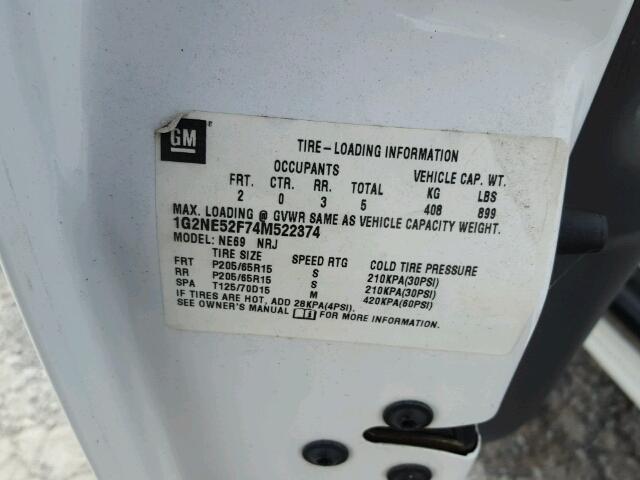 GM
TIRE-LOADING INFORMATION
OCCUPANTS VEHICLE CAP. WT.
FRT. CTR. RR. TOTAL KG LBS
2 0 3 5 408 899
MAX. LOADING @ GVWR SAME AS VEHICLE CAPACITY WEIGHT.
1G2NE52F74M522374
MODEL: NE69 NRJ
TIRE SIZE SPEED RTG COLD TIRE PRESSURE
FRT P205/65R15 S 210KPA(30PSI)
RR P205/65R15 S 210KPA(30PSI)
SPA T125/70D15 M 420KPA(60PSI)
IF TIRES ARE HOT, ADD 28KPA(4PSI).
SEE OWNER'S MANUAL FOR MORE INFORMATION.